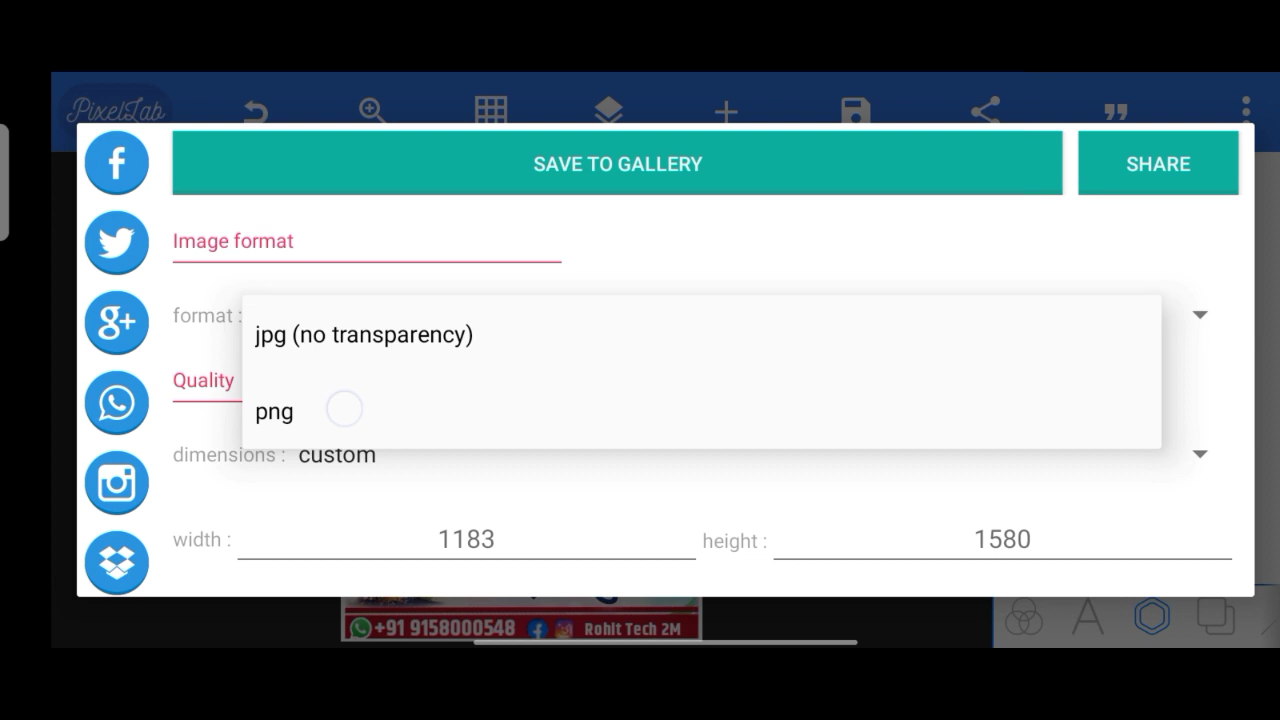 PixelLab
SAVE TO GALLERY
SHARE
Image format
format :
jpg (no transparency)
Quality
png
dimensions : custom
width : 1183 height : 1580
+91 9158000548 Rohit Tech 2M